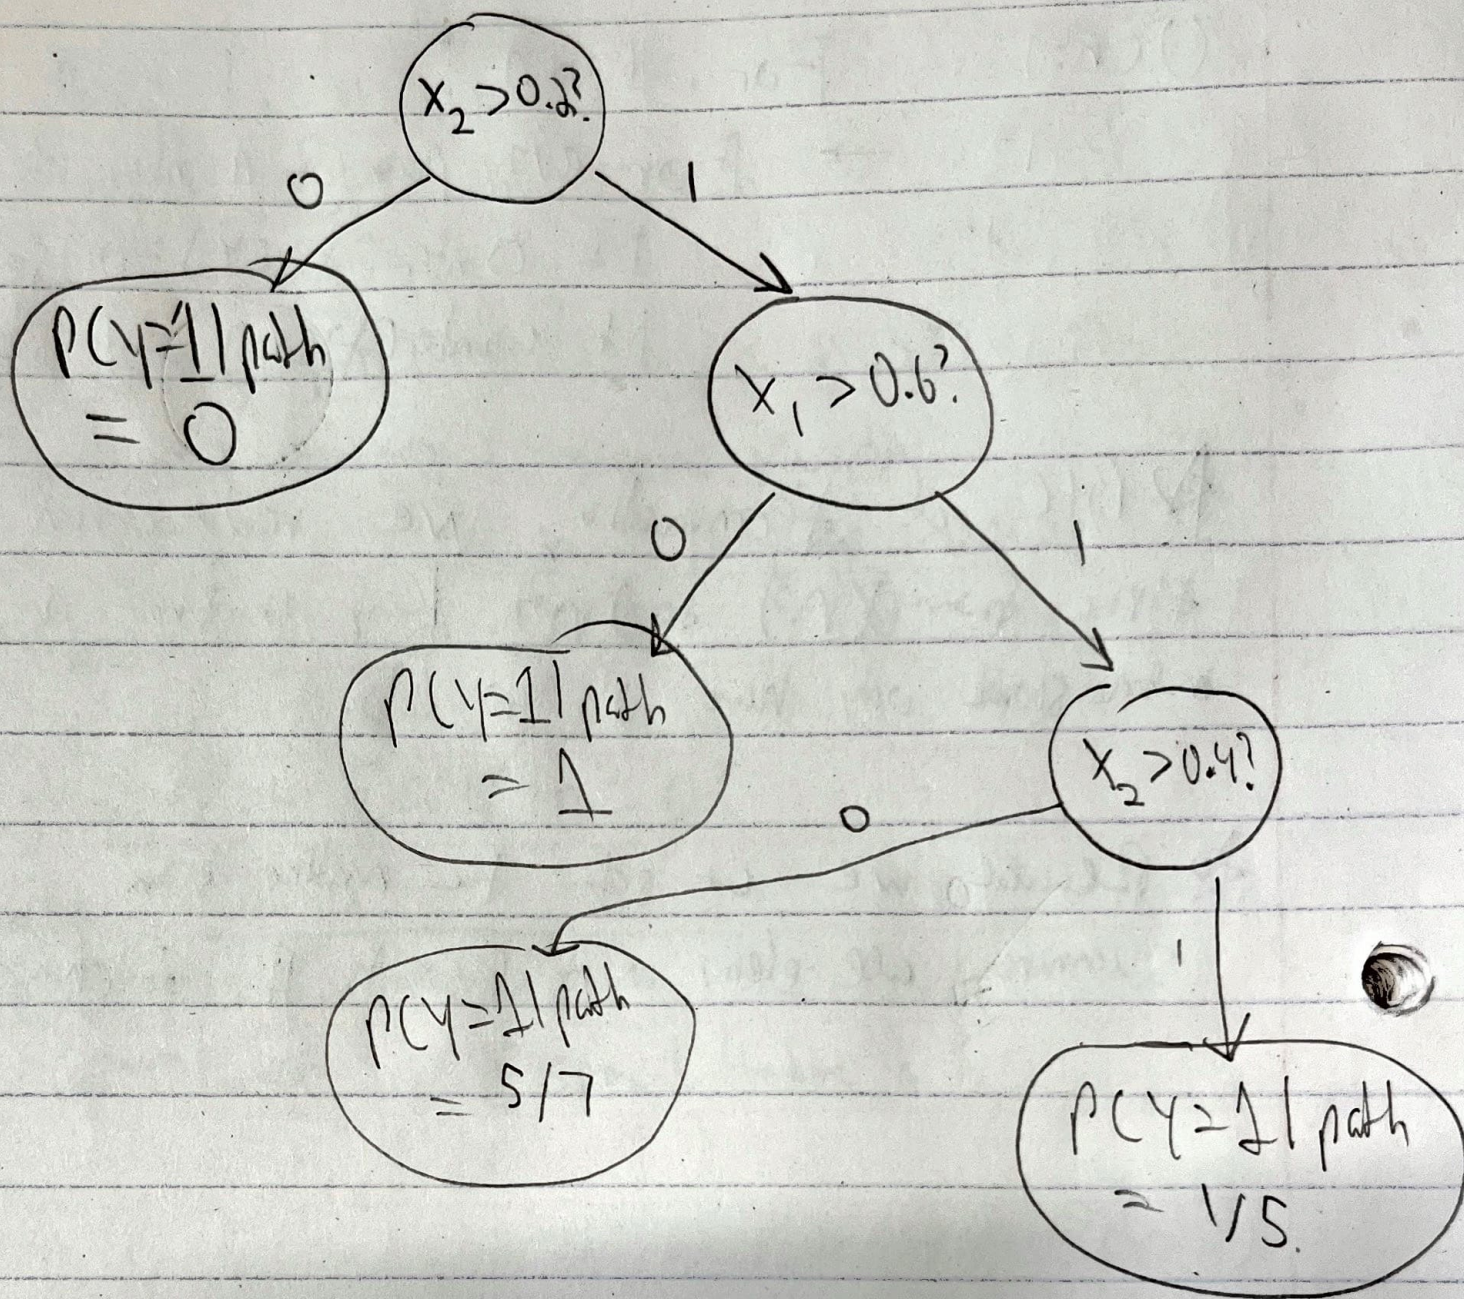 x₂ > 0.2?
0
1
P(y=1|path
= 0
x₁ > 0.6?
0
1
P(y=1|path
= 1
x₂ > 0.4?
0
1
P(y=1|path
= 5/7
P(y=1|path
= 1/5.